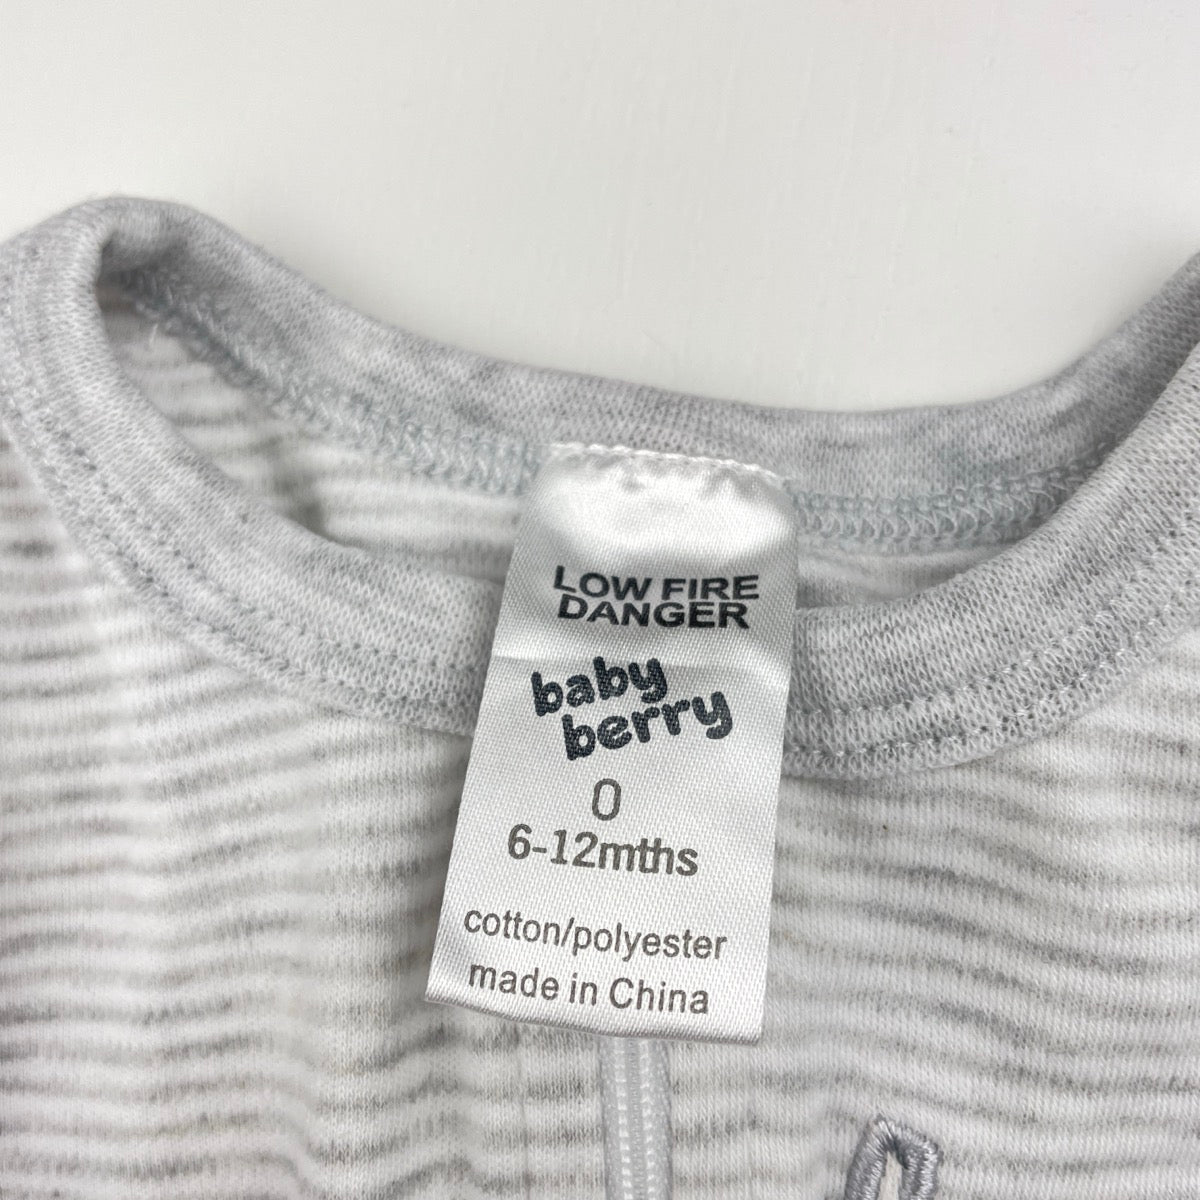 LOW FIRE
DANGER
baby
berry
0
6-12mths
cotton/polyester
made in China